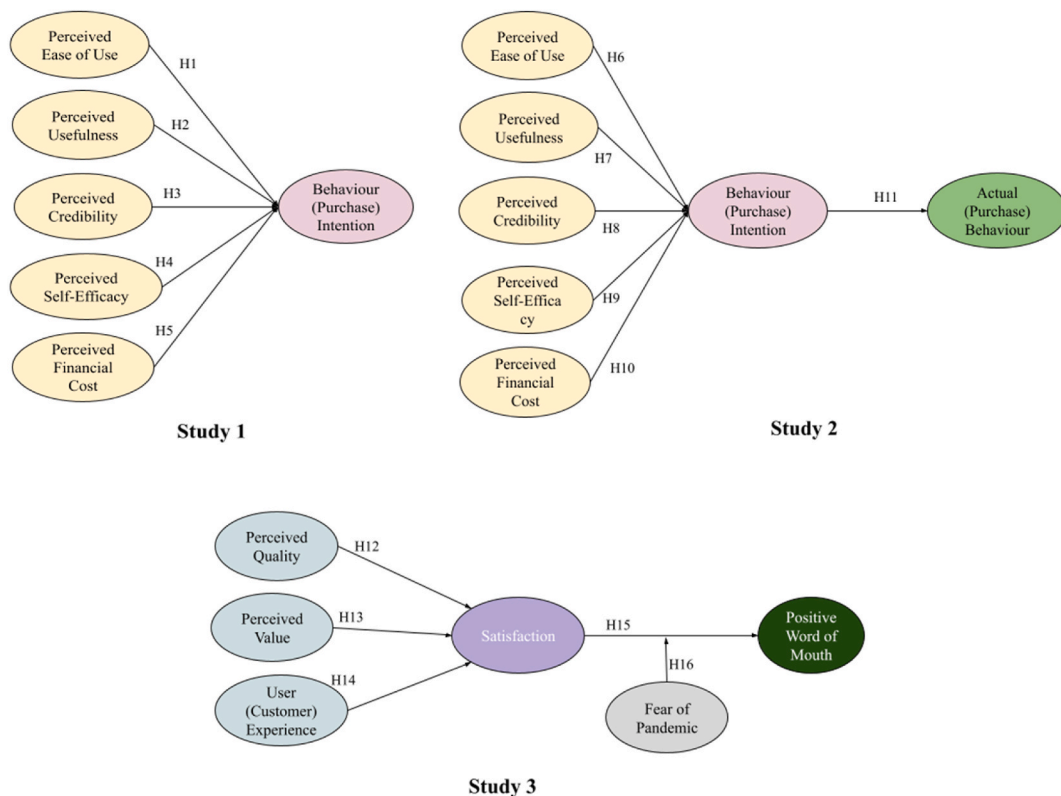 Perceived
Ease of Use
H1
Perceived
Usefulness
H2
Perceived
Credibility
H3
Behaviour
(Purchase)
Intention
Perceived
Self-Efficacy
H4
Perceived
Financial
Cost
H5
Study 1
Perceived
Ease of Use
H6
Perceived
Usefulness
H7
Perceived
Credibility
H8
Behaviour
(Purchase)
Intention
H11
Actual
(Purchase)
Behaviour
Perceived
Self-Effica
cy
H9
Perceived
Financial
Cost
H10
Study 2
Perceived
Quality
H12
Perceived
Value
H13
Satisfaction
H15
Positive
Word of
Mouth
User
(Customer)
Experience
H14
H16
Fear of
Pandemic
Study 3